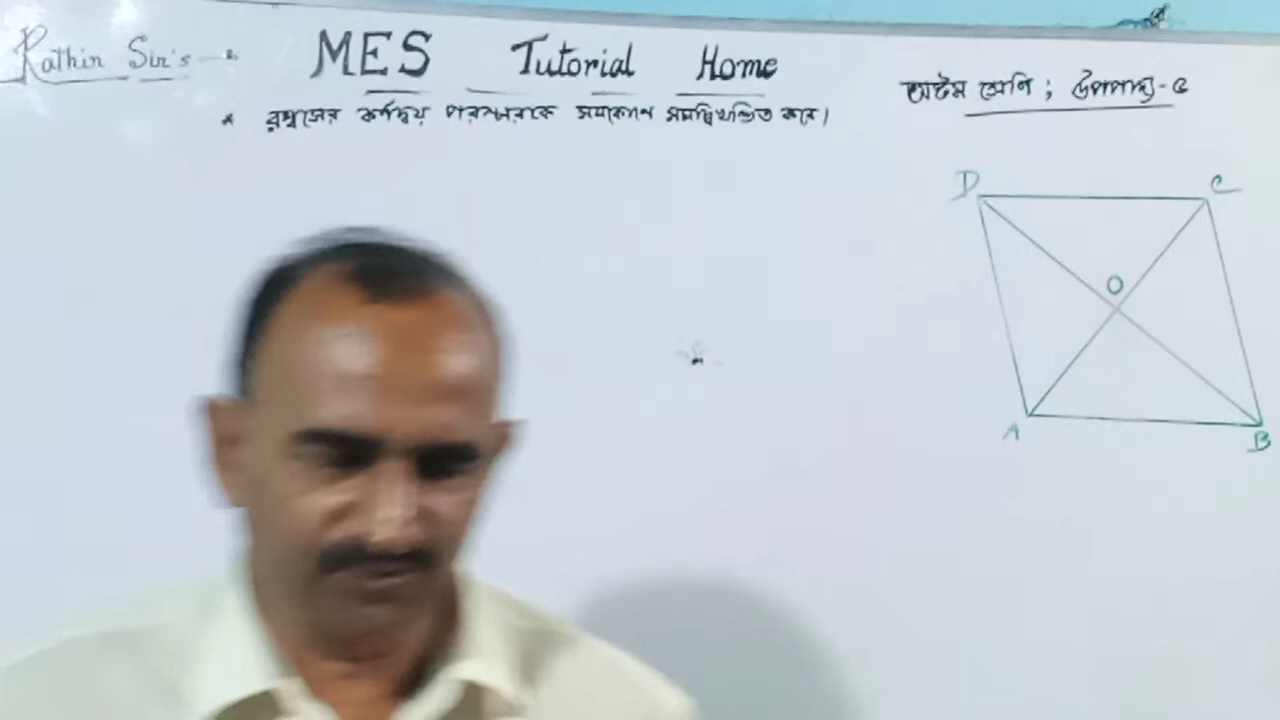 Rathin Sir's
MES Tutorial Home
অষ্টম শ্রেণি ; উপপাদ্য-৫
* রম্বসের কর্ণদ্বয় পরস্পরকে সমকোণে সমদ্বিখণ্ডিত করে।
D
C
O
A
B